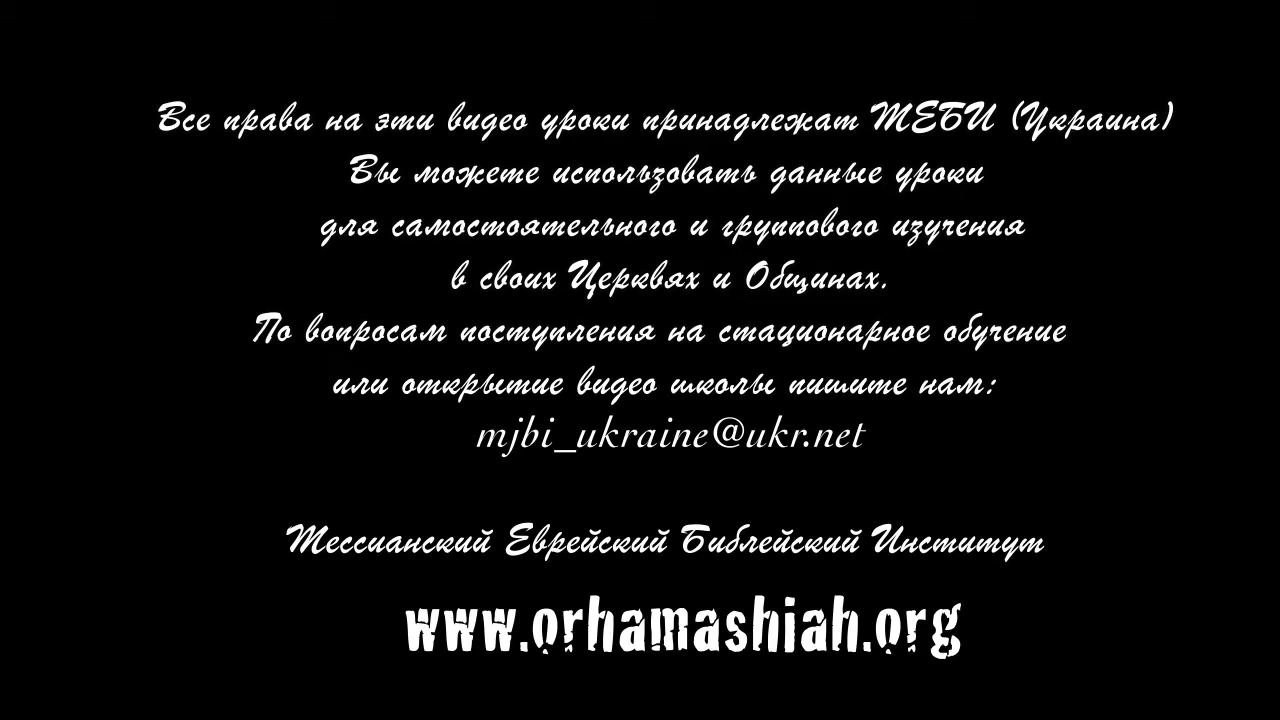 Все права на эти видео уроки принадлежат МЕБИ (Украина)
Вы можете использовать данные уроки
для самостоятельного и группового изучения
в своих Церквях и Общинах.
По вопросам поступления на стационарное обучение
или открытие видео школы пишите нам:
mjbi_ukraine@ukr.net
Мессианский Еврейский Библейский Институт
www.orhamashiah.org